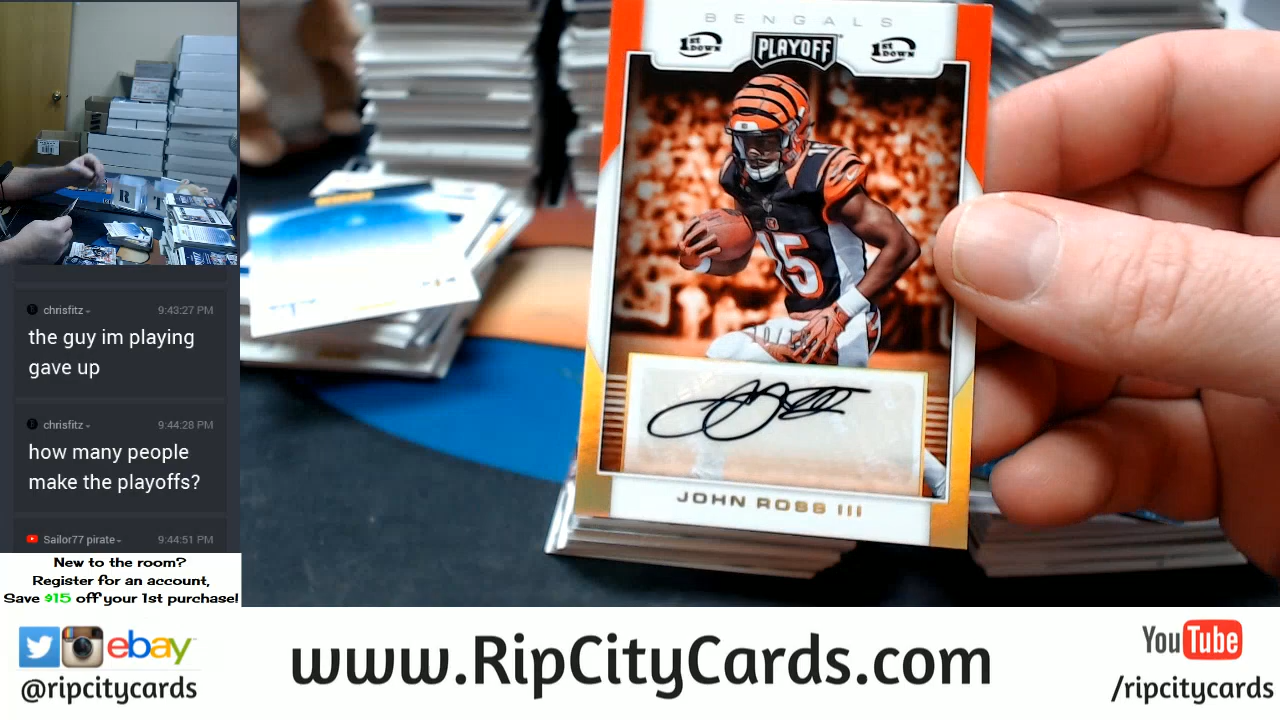 BENGALS
1st DOWN
PLAYOFF
1st DOWN
15
JOHN ROSS III
chrisfitz
9:43:27 PM
the guy im playing
gave up
chrisfitz
9:44:28 PM
how many people
make the playoffs?
Sailor77 pirate
9:44:51 PM
New to the room?
Register for an account,
Save $15 off your 1st purchase!
ebay
@ripcitycards
www.RipCityCards.com
YouTube
/ripcitycards